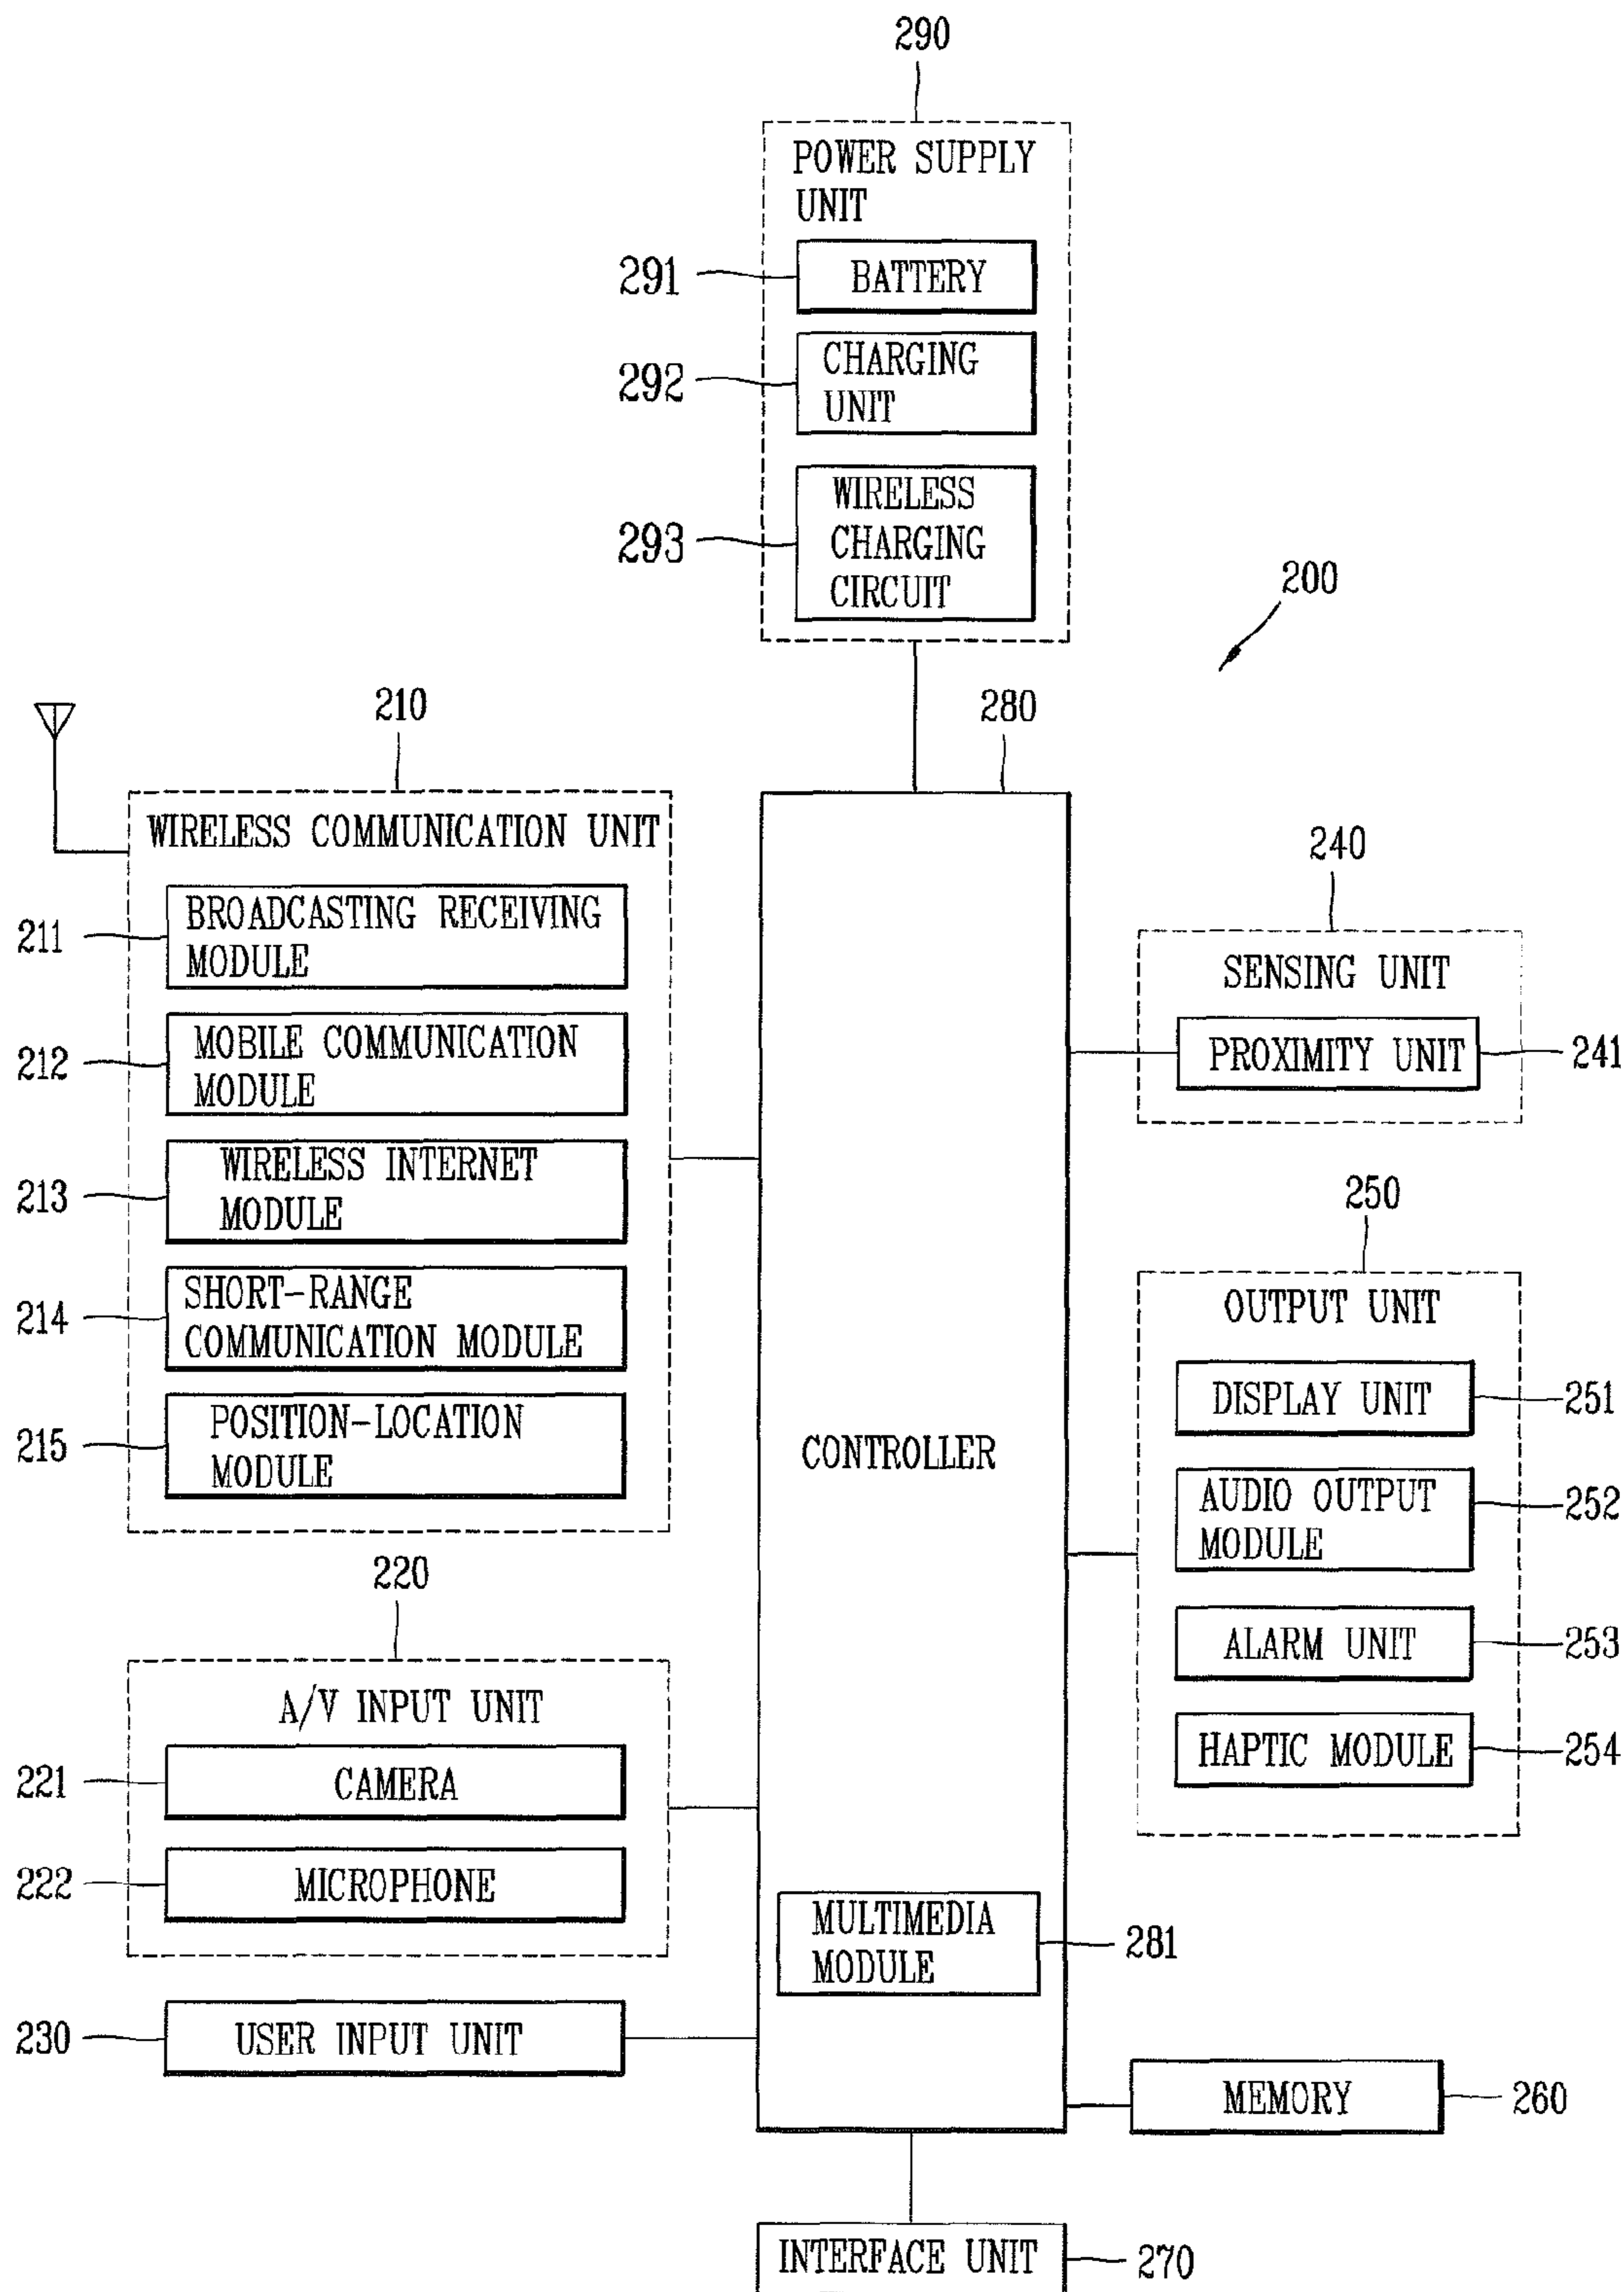 290
POWER SUPPLY
UNIT
291
BATTERY
292
CHARGING
UNIT
293
WIRELESS
CHARGING
CIRCUIT
200
210
280
WIRELESS COMMUNICATION UNIT
211
BROADCASTING RECEIVING
MODULE
212
MOBILE COMMUNICATION
MODULE
213
WIRELESS INTERNET
MODULE
214
SHORT-RANGE
COMMUNICATION MODULE
215
POSITION-LOCATION
MODULE
220
A/V INPUT UNIT
221
CAMERA
222
MICROPHONE
230
USER INPUT UNIT
CONTROLLER
MULTIMEDIA
MODULE
281
240
SENSING UNIT
PROXIMITY UNIT
241
250
OUTPUT UNIT
DISPLAY UNIT
251
AUDIO OUTPUT
MODULE
252
ALARM UNIT
253
HAPTIC MODULE
254
MEMORY
260
INTERFACE UNIT
270